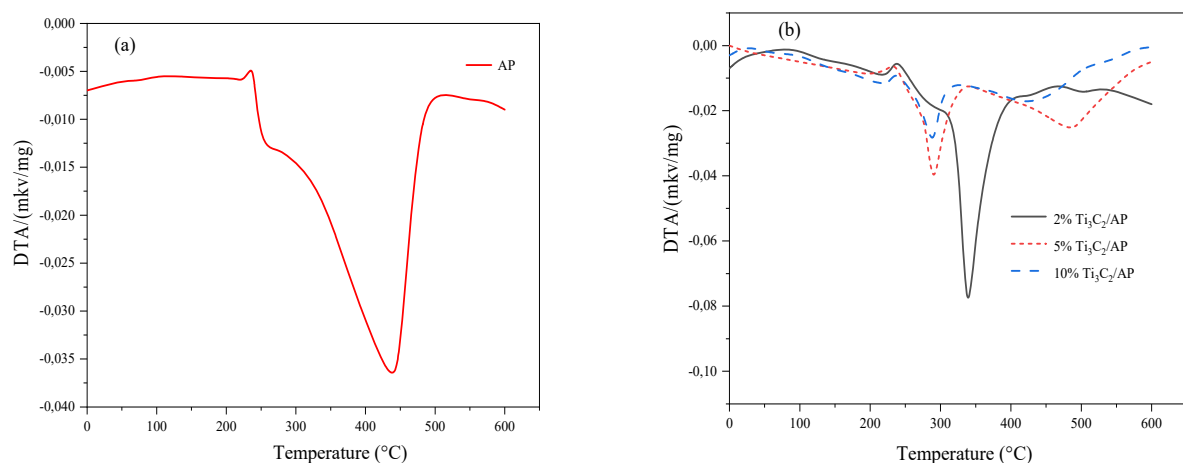 (a)
AP
DTA/(mkv/mg)
0,000
-0,005
-0,010
-0,015
-0,020
-0,025
-0,030
-0,035
-0,040
0 100 200 300 400 500 600
Temperature (°C)
(b)
DTA/(mkv/mg)
0,00
-0,02
-0,04
-0,06
-0,08
-0,10
2% Ti₃C₂/AP
5% Ti₃C₂/AP
10% Ti₃C₂/AP
0 100 200 300 400 500 600
Temperature (°C)